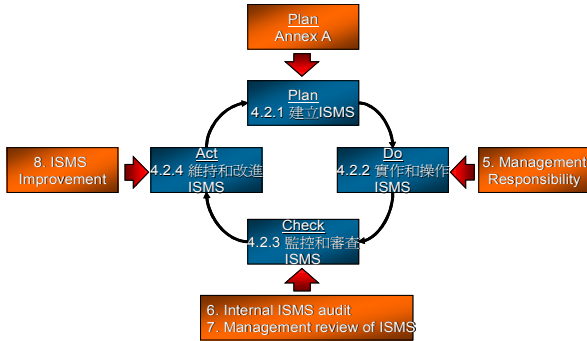 Plan
Annex A
Plan
4.2.1 建立ISMS
Act
4.2.4 維持和改進
ISMS
Do
4.2.2 實作和操作
ISMS
8. ISMS
Improvement
5. Management
Responsibility
Check
4.2.3 監控和審查
ISMS
6. Internal ISMS audit
7. Management review of ISMS